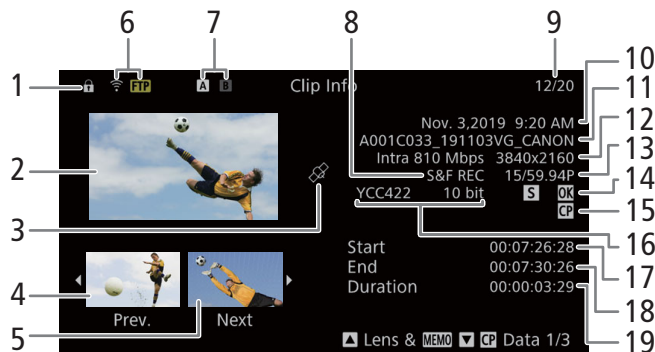 6 7 8 9
FTP A B Clip Info 12/20
1
10
Nov. 3,2019 9:20 AM
11
A001C033_191103VG_CANON
12
2
Intra 810 Mbps 3840x2160
13
S&F REC 15/59.94P
14
YCC422 10 bit S OK
15
CP
3
16
Start 00:07:26:28
17
4
End 00:07:30:26
18
Duration 00:00:03:29
19
5
Prev. Next
Lens & MEMO CP Data 1/3